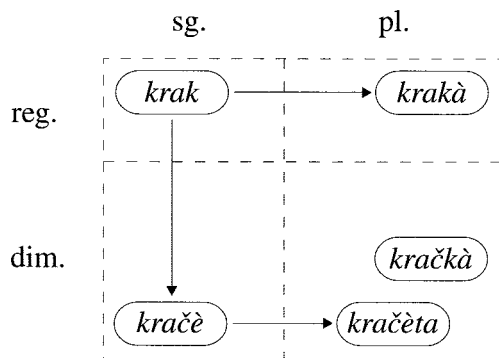 sg. pl.
reg. krak krakà
dim. kračkà
kračè kračèta